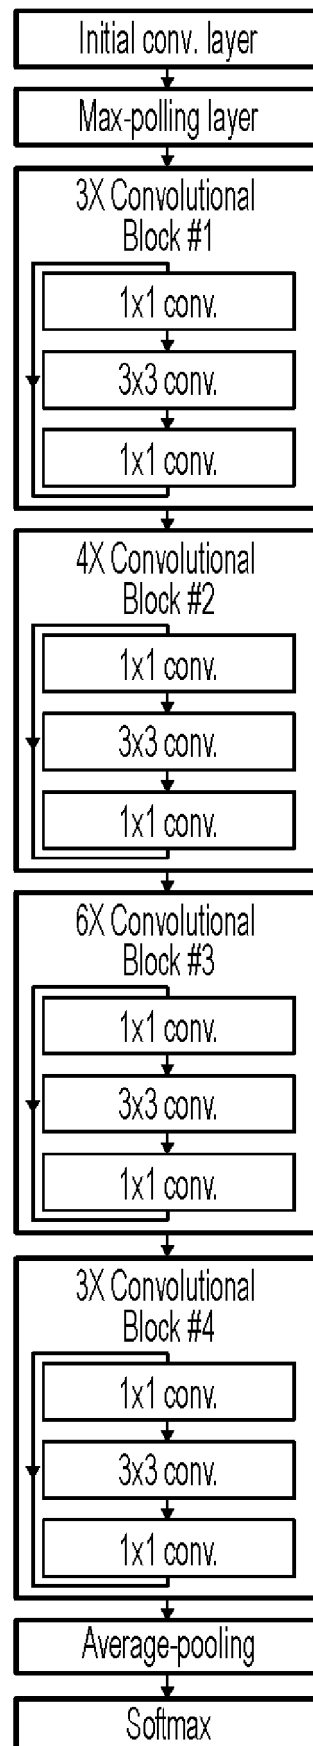 Initial conv. layer
Max-polling layer
3X Convolutional
Block #1
1x1 conv.
3x3 conv.
1x1 conv.
4X Convolutional
Block #2
1x1 conv.
3x3 conv.
1x1 conv.
6X Convolutional
Block #3
1x1 conv.
3x3 conv.
1x1 conv.
3X Convolutional
Block #4
1x1 conv.
3x3 conv.
1x1 conv.
Average-pooling
Softmax